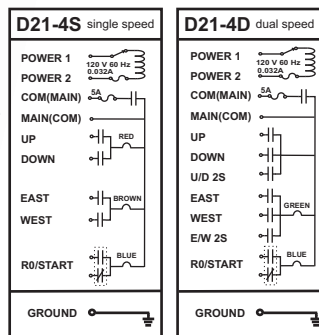 D21-4S single speed
POWER 1
120 V 60 Hz
0.032A
POWER 2
COM(MAIN) 5A
MAIN(COM)
UP
RED
DOWN
EAST
BROWN
WEST
R0/START
BLUE
GROUND
D21-4D dual speed
POWER 1
120 V 60 Hz
0.032A
POWER 2
COM(MAIN) 5A
MAIN(COM)
UP
DOWN
U/D 2S
EAST
GREEN
WEST
E/W 2S
R0/START
BLUE
GROUND